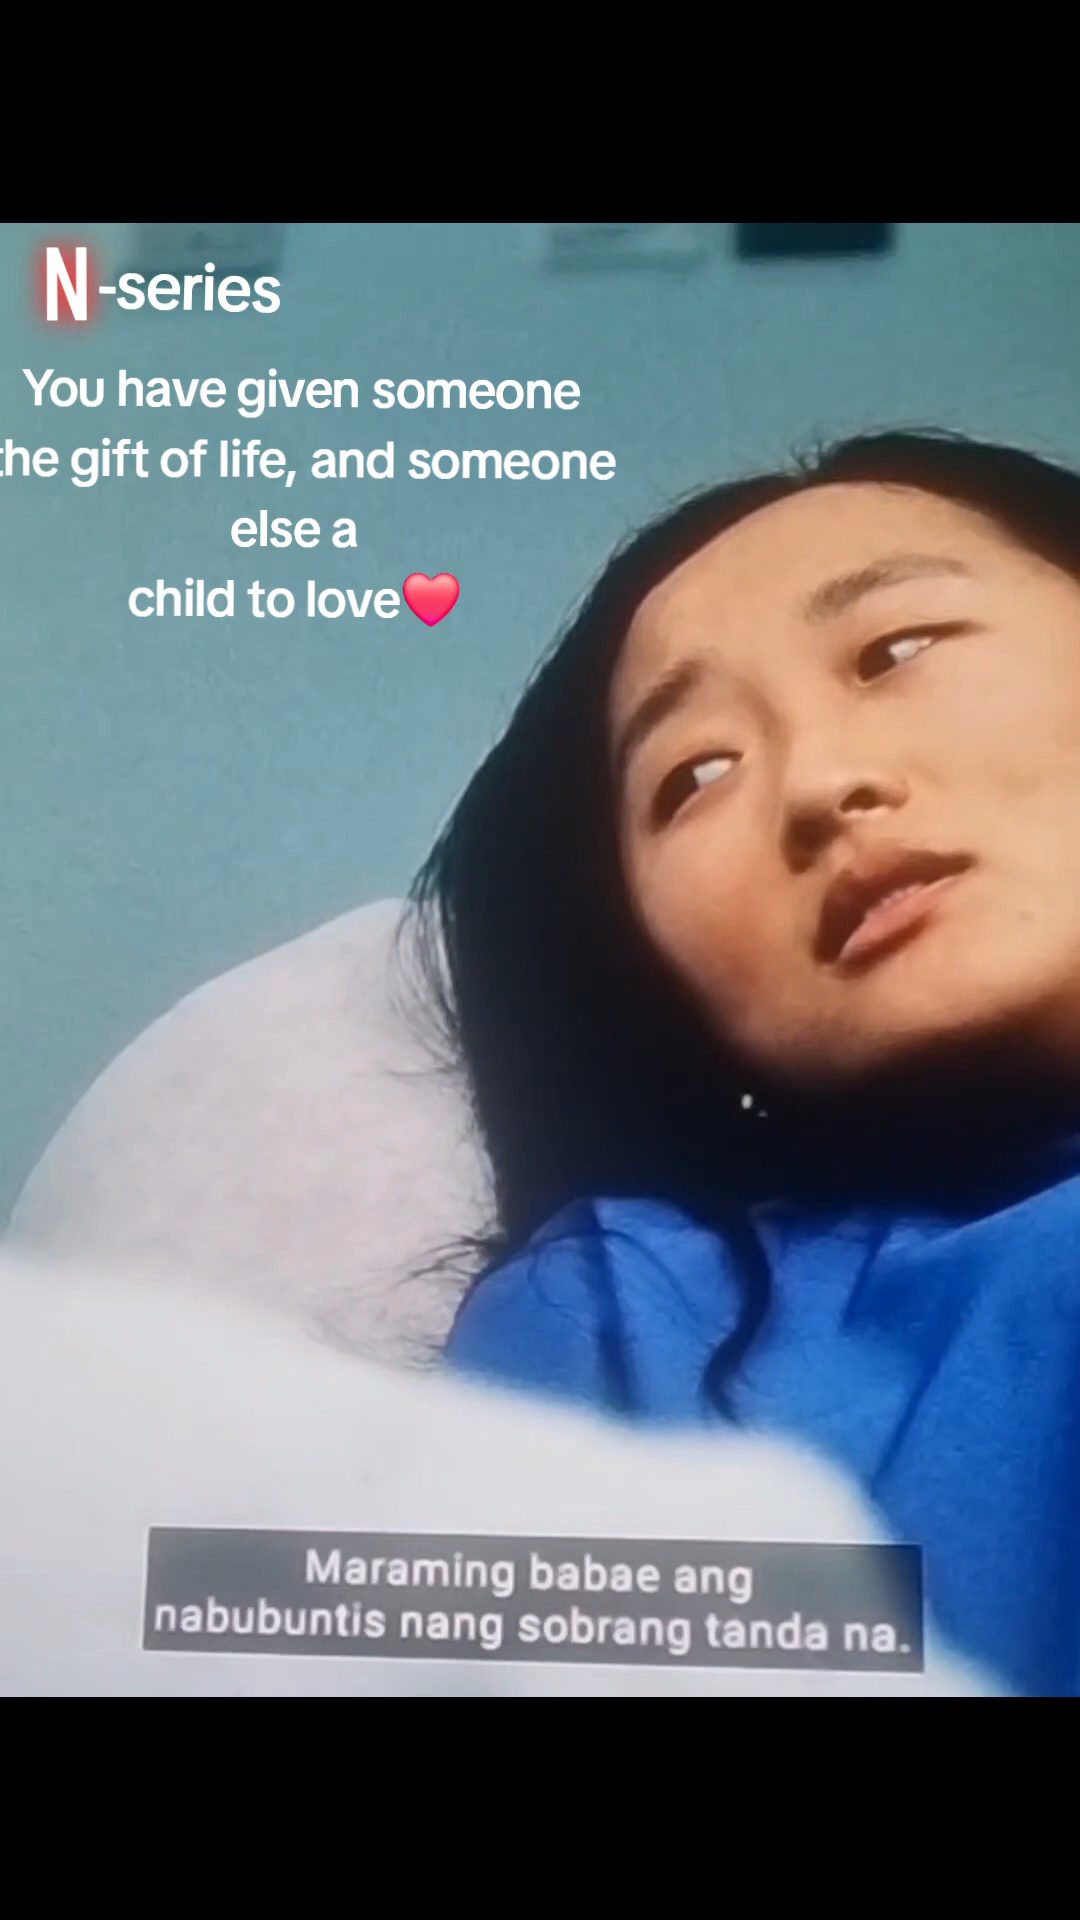 N-series
You have given someone
the gift of life, and someone
else a
child to love❤️
Maraming babae ang
nabubuntis nang sobrang tanda na.